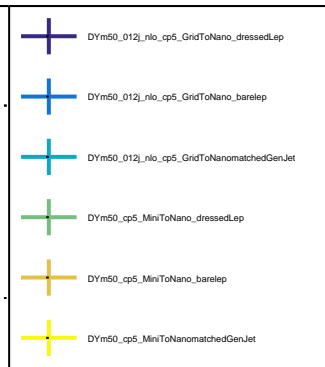 DYm50_012j_nlo_cp5_GridToNano_dressedLep
DYm50_012j_nlo_cp5_GridToNano_barelep
DYm50_012j_nlo_cp5_GridToNanomatchedGenJet
DYm50_cp5_MiniToNano_dressedLep
DYm50_cp5_MiniToNano_barelep
DYm50_cp5_MiniToNanomatchedGenJet